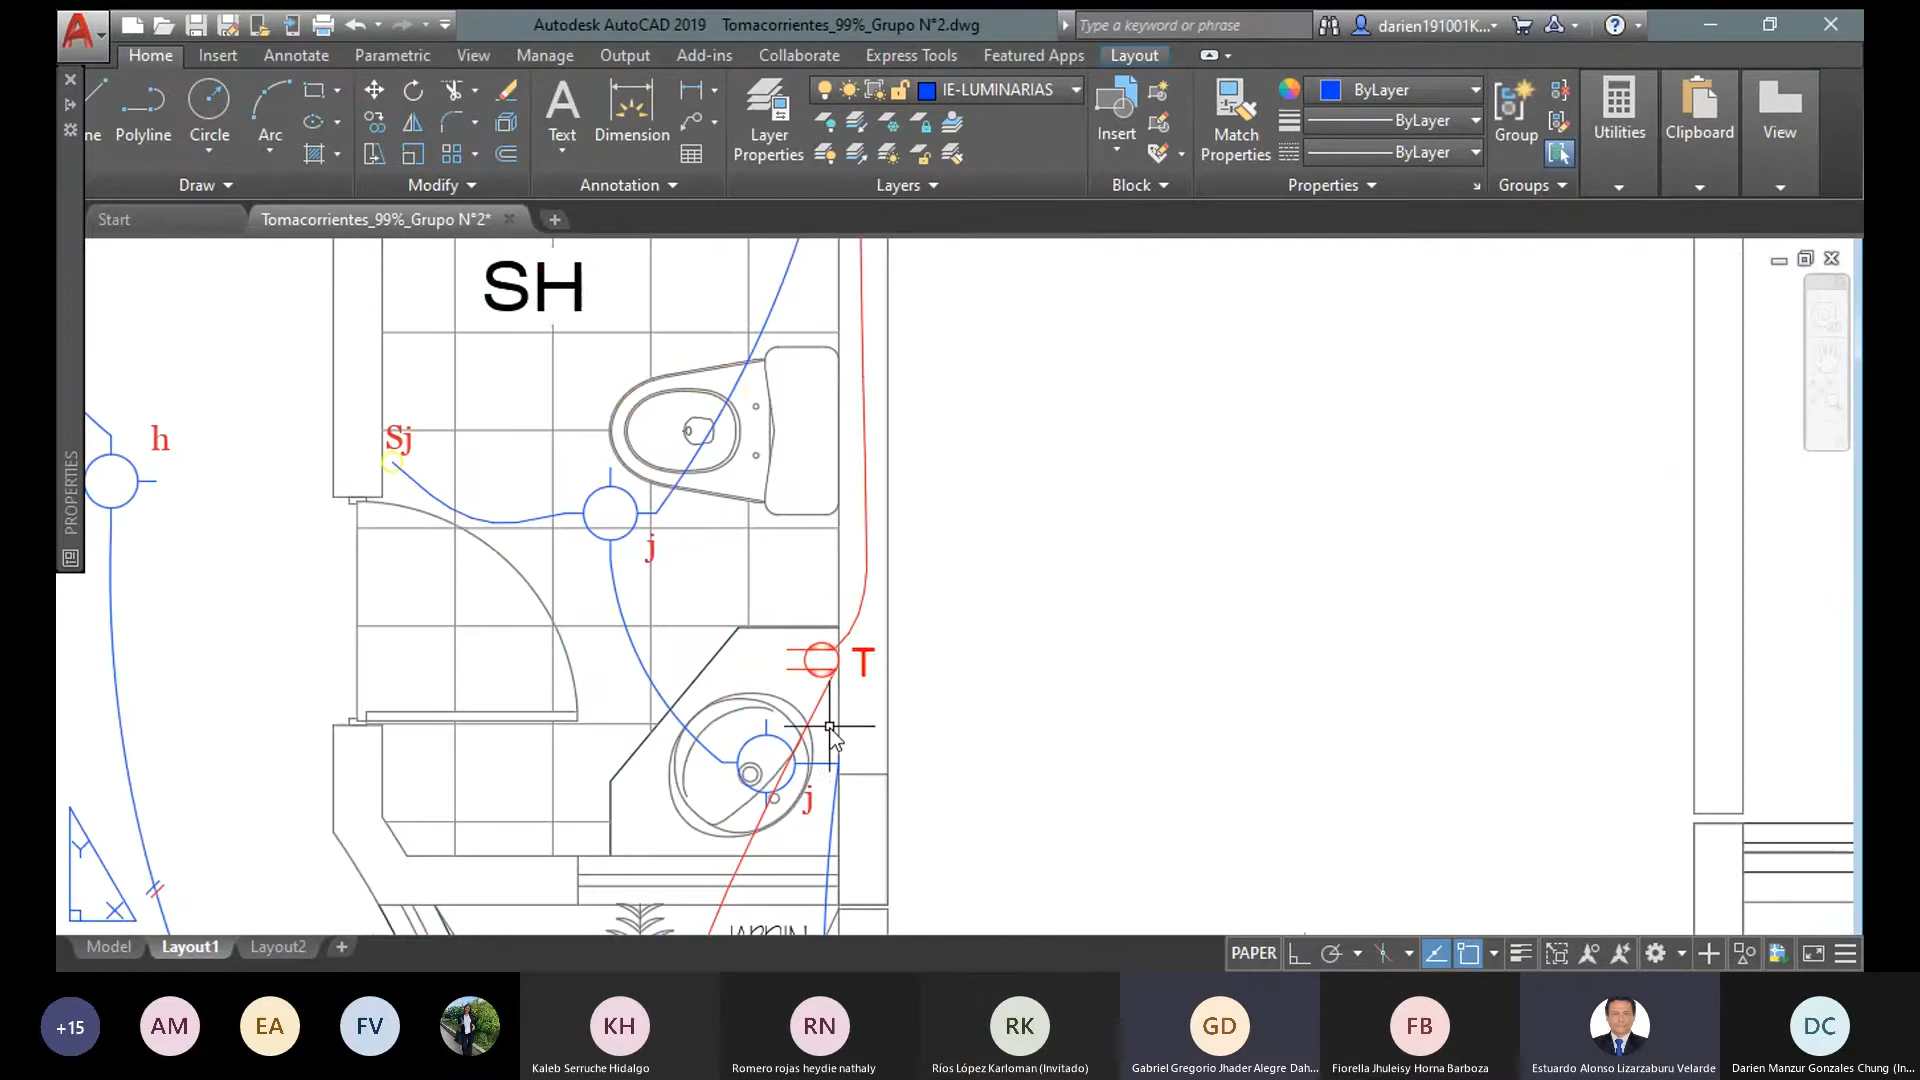 Autodesk AutoCAD 2019 Tomacorrientes_99%_Grupo N°2.dwg
Type a keyword or phrase
darien191001K...
Home Insert Annotate Parametric View Manage Output Add-ins Collaborate Express Tools Featured Apps Layout
IE-LUMINARIAS
ByLayer
ByLayer
ByLayer
ne Polyline Circle Arc
Text Dimension
Layer
Properties
Insert
Match
Properties
Group
Utilities
Clipboard
View
Draw Modify Annotation Layers Block Properties Groups
Start Tomacorrientes_99%_Grupo N°2*
SH
Sj
h
j
T
j
JARDIN
Y
X
PROPERTIES
Model Layout1 Layout2
PAPER
+15 AM EA FV KH RN RK GD FB DC
Kaleb Serruche Hidalgo
Romero rojas heydie nathaly
Ríos López Karloman (Invitado)
Gabriel Gregorio Jhader Alegre Dah...
Fiorella Jhuleisy Horna Barboza
Estuardo Alonso Lizarzaburu Velarde
Darien Manzur Gonzales Chung (In...